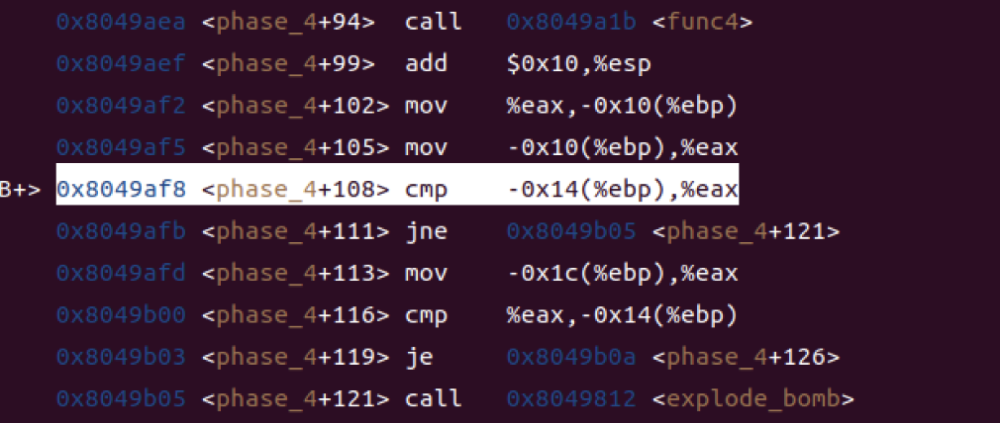 0x8049aea <phase_4+94> call 0x8049a1b <func4>
0x8049aef <phase_4+99> add $0x10,%esp
0x8049af2 <phase_4+102> mov %eax,-0x10(%ebp)
0x8049af5 <phase_4+105> mov -0x10(%ebp),%eax
B+> 0x8049af8 <phase_4+108> cmp -0x14(%ebp),%eax
0x8049afb <phase_4+111> jne 0x8049b05 <phase_4+121>
0x8049afd <phase_4+113> mov -0x1c(%ebp),%eax
0x8049b00 <phase_4+116> cmp %eax,-0x14(%ebp)
0x8049b03 <phase_4+119> je 0x8049b0a <phase_4+126>
0x8049b05 <phase_4+121> call 0x8049812 <explode_bomb>